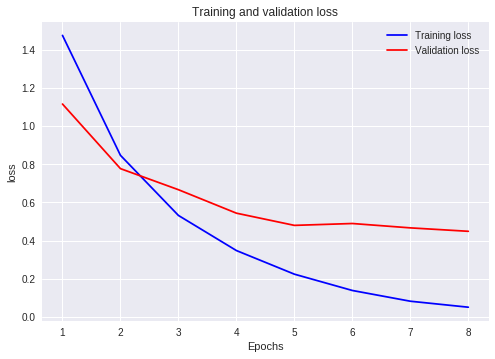 Training and validation loss
Training loss
Validation loss
1.4
1.2
1.0
0.8
0.6
0.4
0.2
0.0
loss
1 2 3 4 5 6 7 8
Epochs